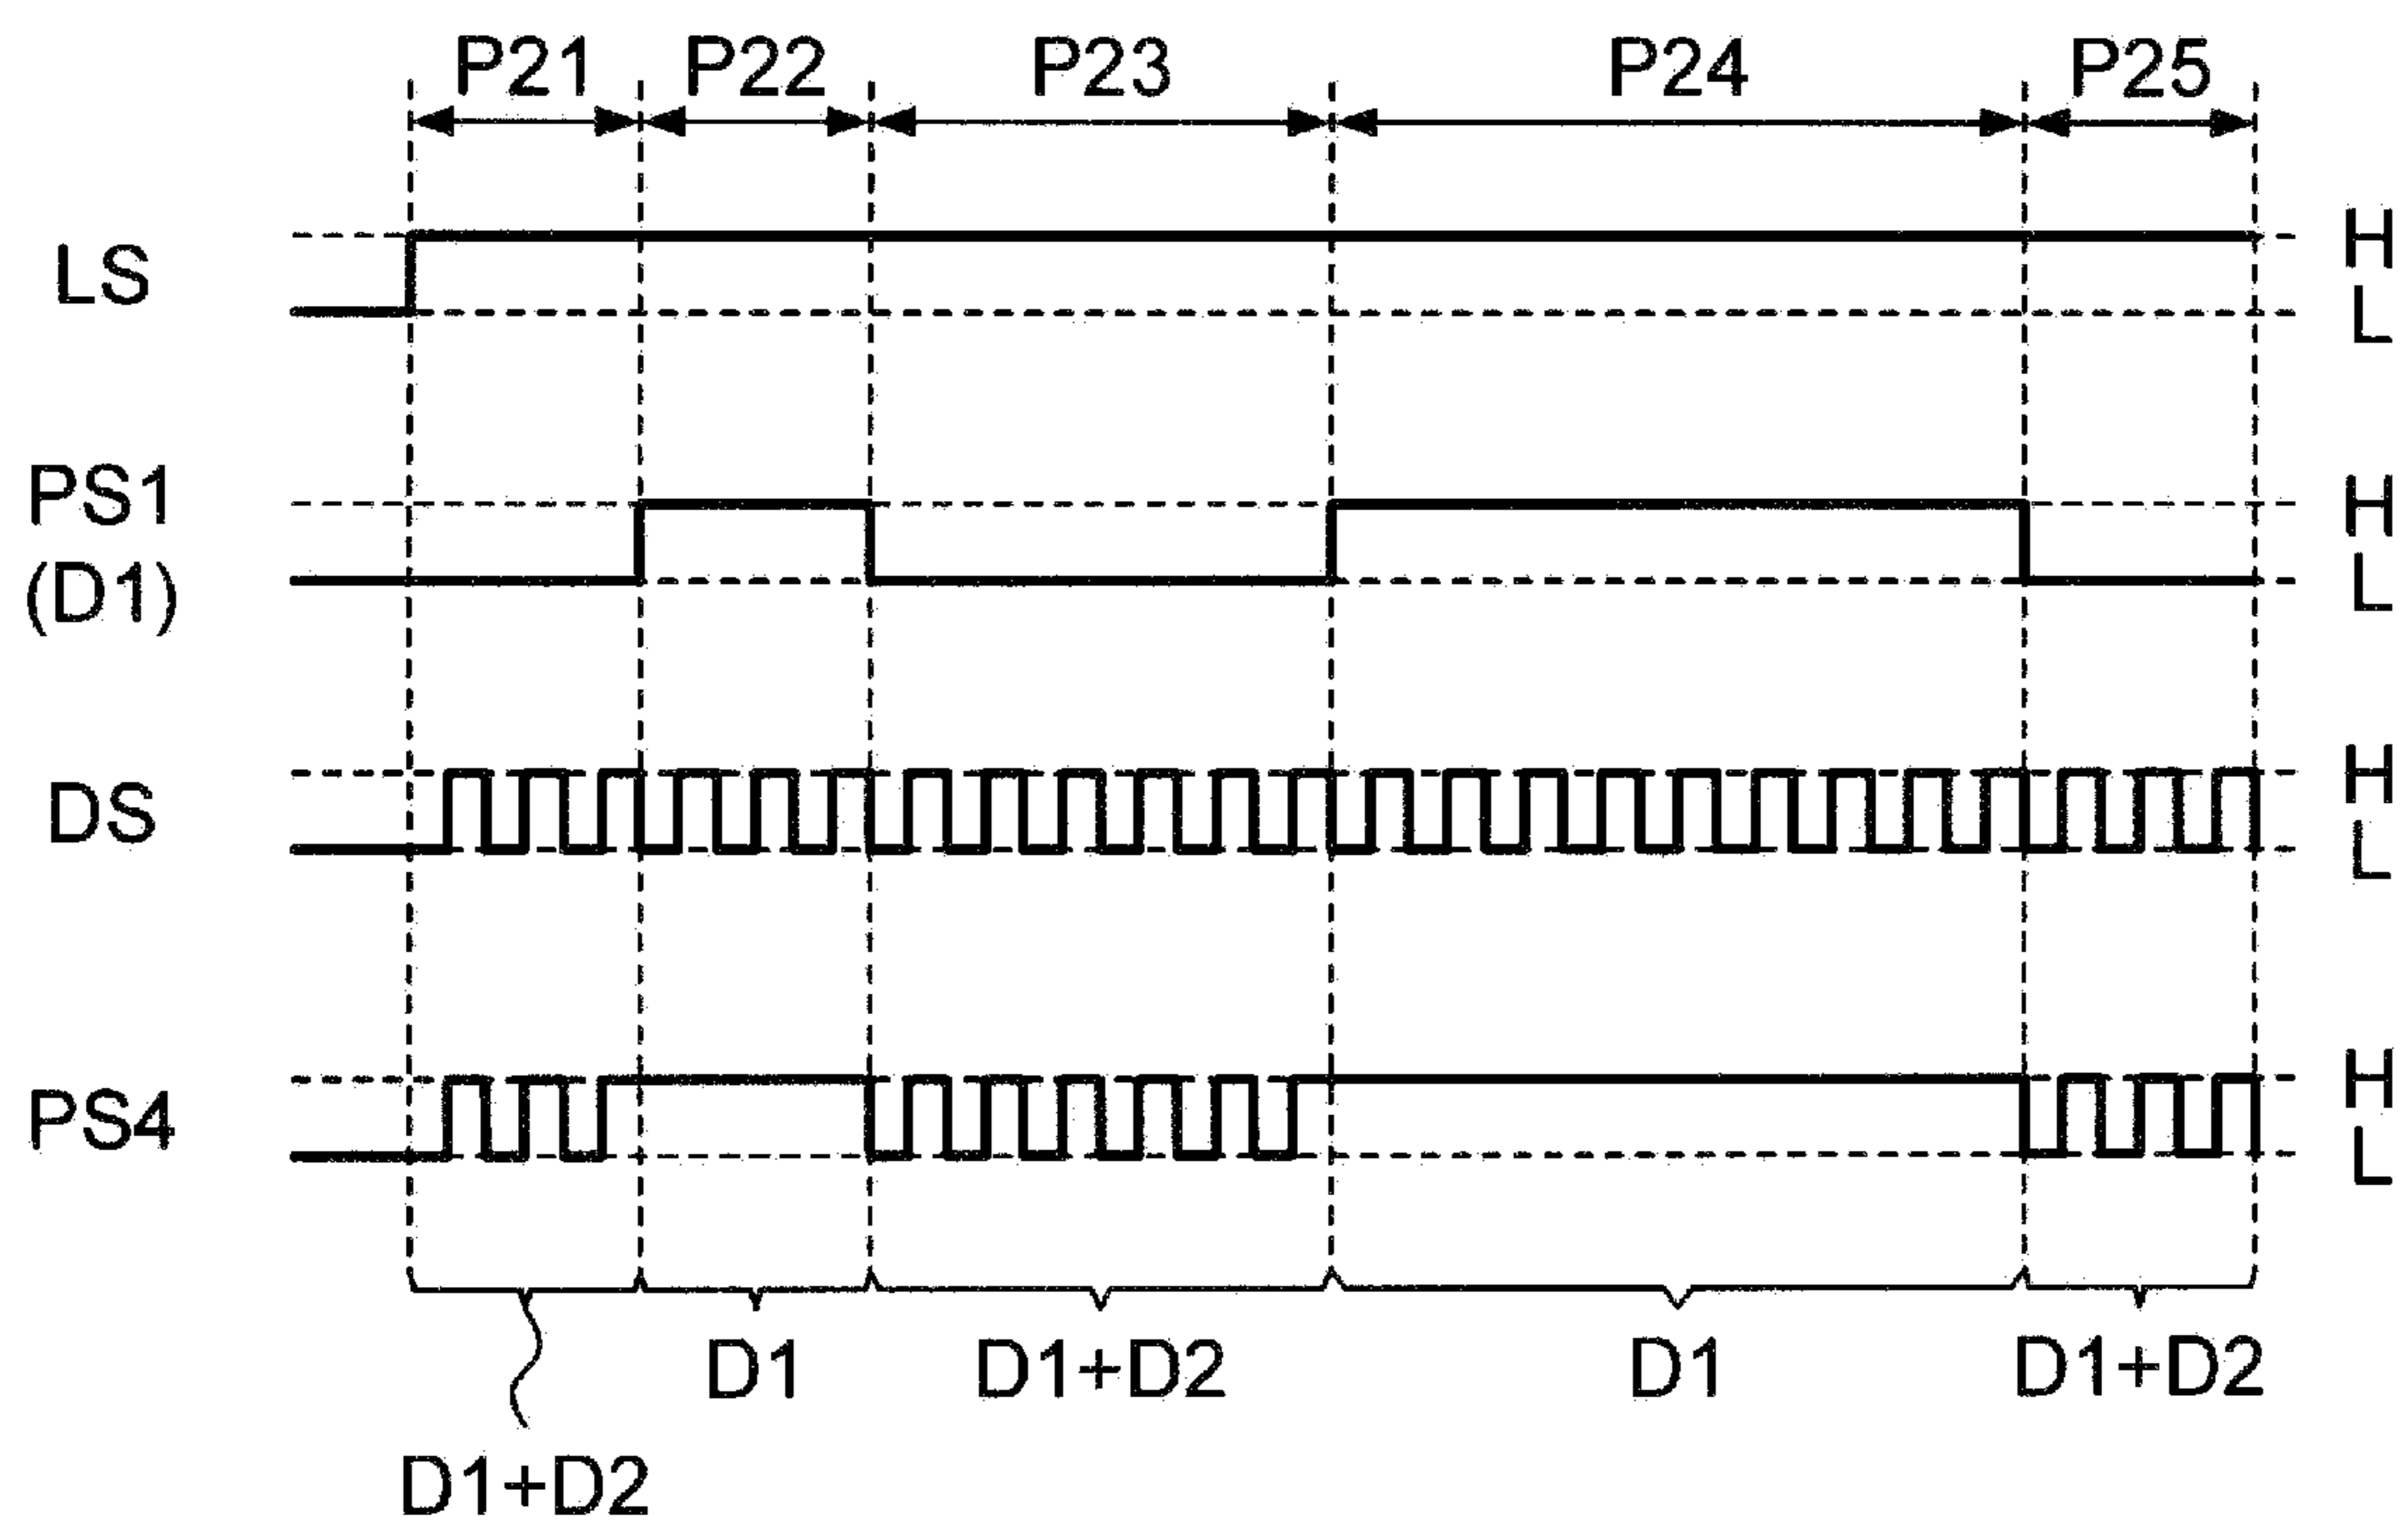 P21 P22 P23 P24 P25
LS H
L
PS1 H
(D1) L
DS H
L
PS4 H
L
D1 D1+D2 D1 D1+D2
D1+D2